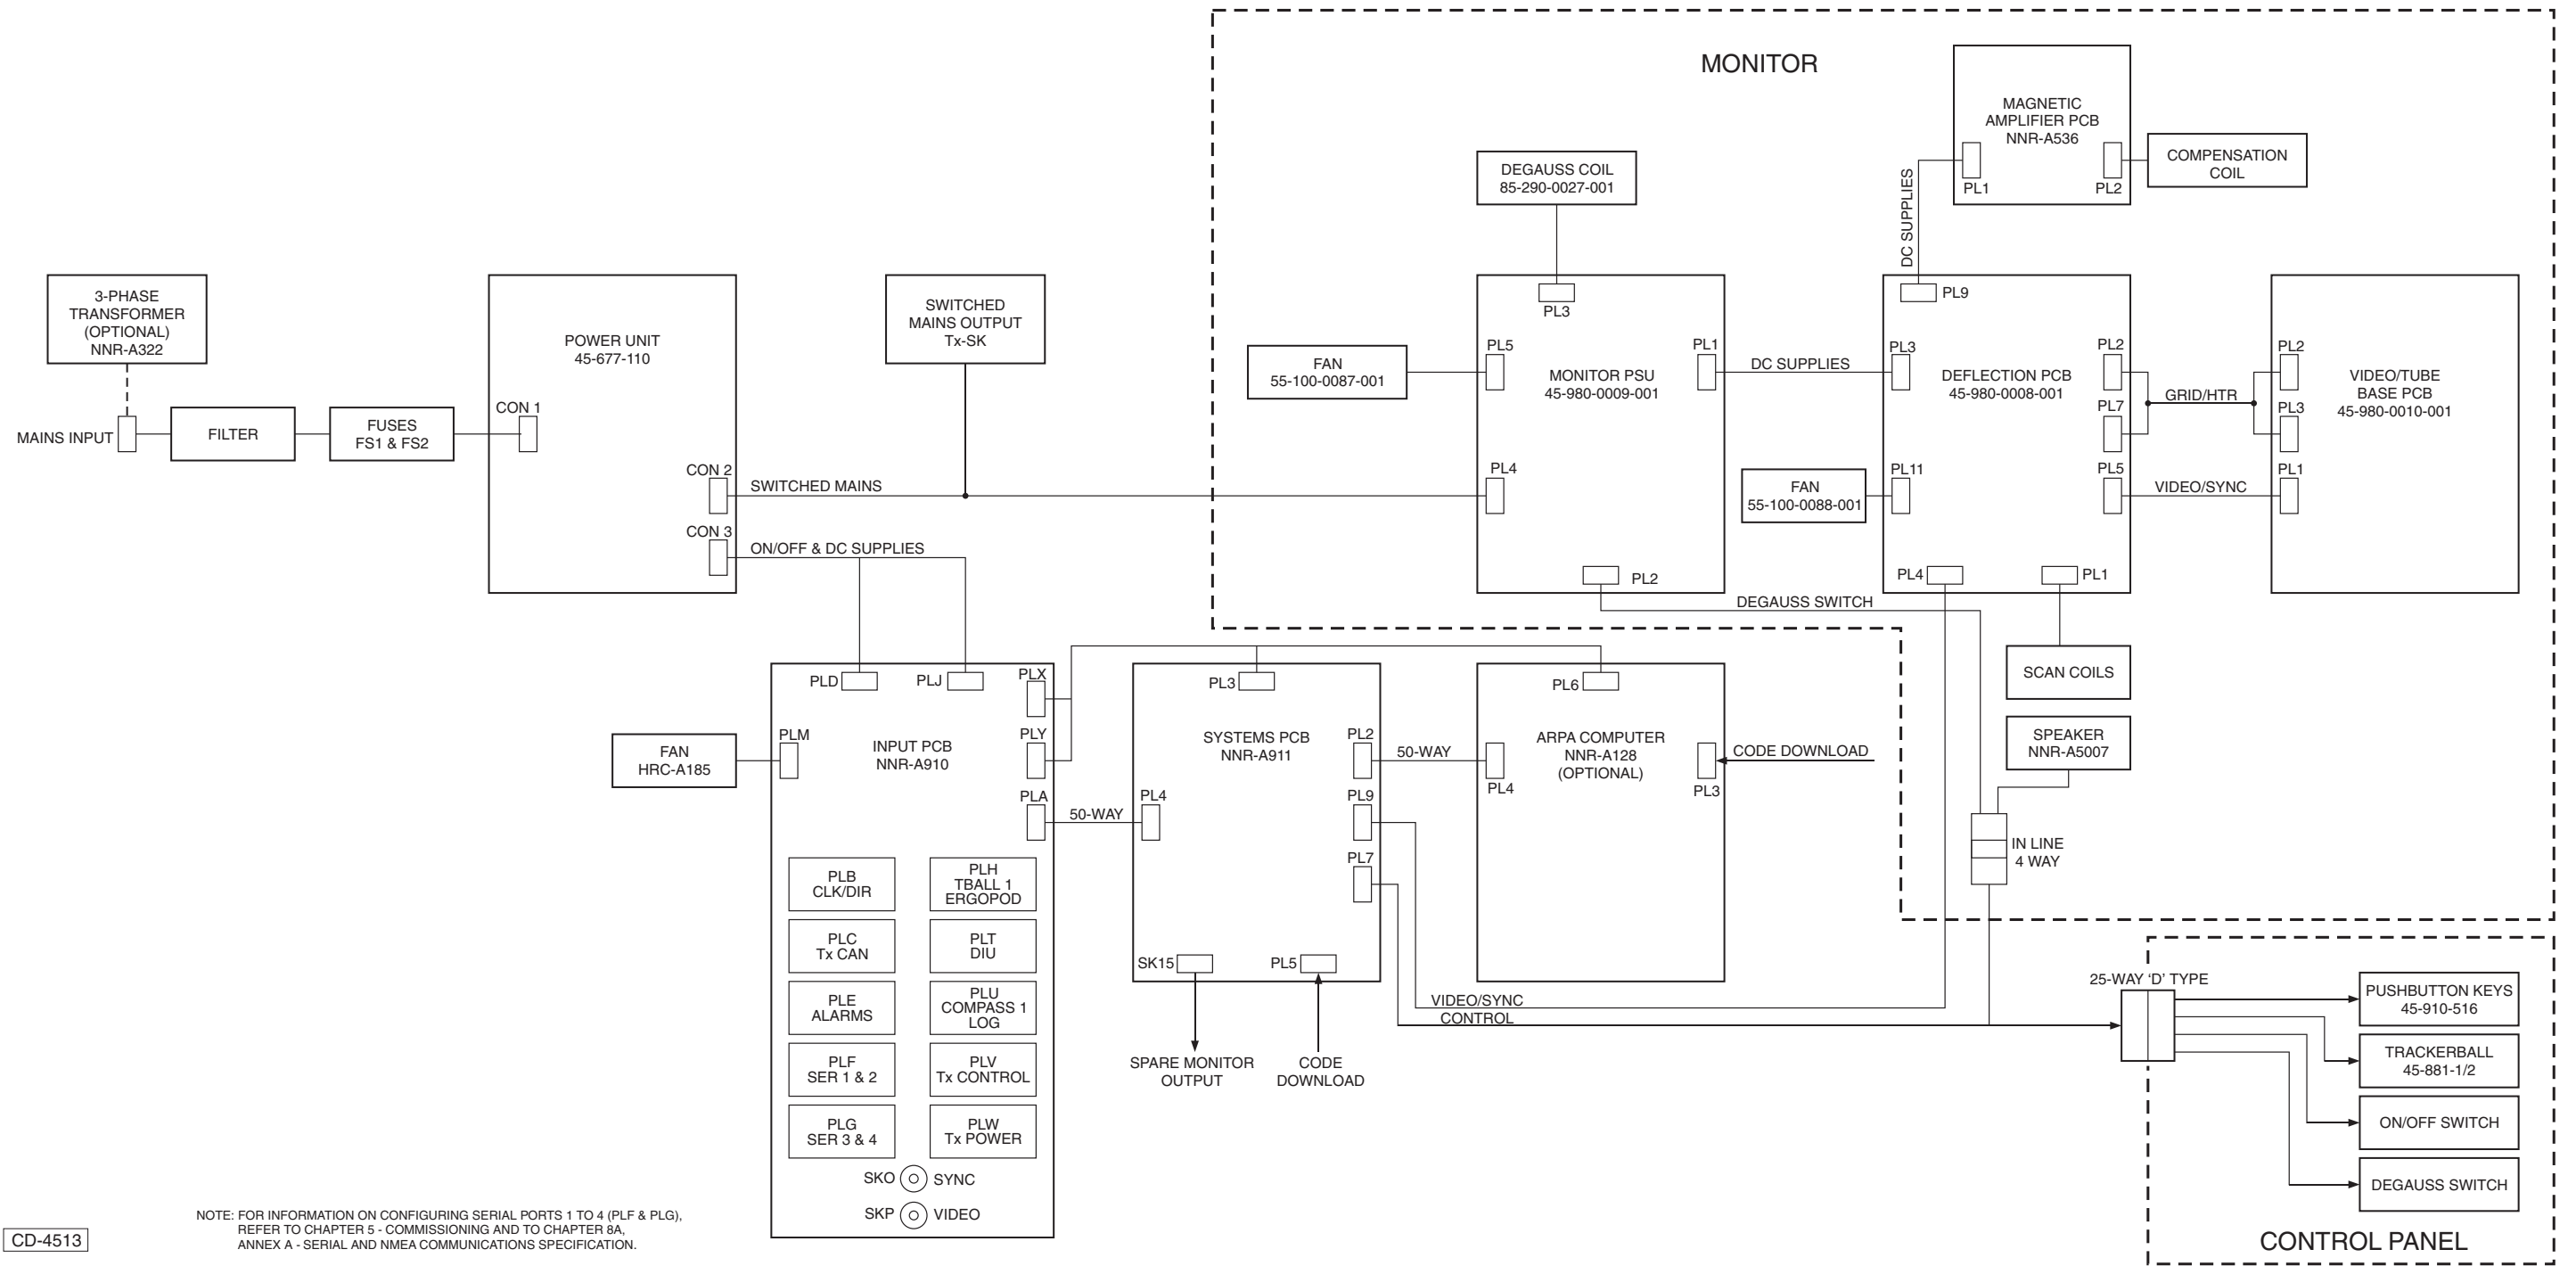 MONITOR
MAGNETIC
AMPLIFIER PCB
NNR-A536
PL1
PL2
COMPENSATION
COIL
DC SUPPLIES
DEGAUSS COIL
85-290-0027-001
3-PHASE
TRANSFORMER
(OPTIONAL)
NNR-A322
MAINS INPUT
FILTER
FUSES
FS1 & FS2
CON 1
POWER UNIT
45-677-110
CON 2
CON 3
SWITCHED
MAINS OUTPUT
Tx-SK
SWITCHED MAINS
ON/OFF & DC SUPPLIES
FAN
55-100-0087-001
PL3
PL5
PL1
MONITOR PSU
45-980-0009-001
PL4
PL2
DC SUPPLIES
DEGAUSS SWITCH
PL9
PL3
PL2
DEFLECTION PCB
45-980-0008-001
PL7
PL11
PL5
PL4
PL1
FAN
55-100-0088-001
GRID/HTR
VIDEO/SYNC
PL2
PL3
PL1
VIDEO/TUBE
BASE PCB
45-980-0010-001
SCAN COILS
SPEAKER
NNR-A5007
IN LINE
4 WAY
FAN
HRC-A185
PLD
PLJ
PLX
PLM
PLY
INPUT PCB
NNR-A910
PLA
50-WAY
PLB
CLK/DIR
PLH
TBALL 1
ERGOPOD
PLC
Tx CAN
PLT
DIU
PLE
ALARMS
PLU
COMPASS 1
LOG
PLF
SER 1 & 2
PLV
Tx CONTROL
PLG
SER 3 & 4
PLW
Tx POWER
SKO
SYNC
SKP
VIDEO
PL3
SYSTEMS PCB
NNR-A911
PL2
PL4
PL9
PL7
SK15
PL5
SPARE MONITOR
OUTPUT
CODE
DOWNLOAD
50-WAY
PL6
ARPA COMPUTER
NNR-A128
(OPTIONAL)
PL4
PL3
CODE DOWNLOAD
VIDEO/SYNC
CONTROL
25-WAY ‘D’ TYPE
PUSHBUTTON KEYS
45-910-516
TRACKERBALL
45-881-1/2
ON/OFF SWITCH
DEGAUSS SWITCH
CONTROL PANEL
NOTE: FOR INFORMATION ON CONFIGURING SERIAL PORTS 1 TO 4 (PLF & PLG),
REFER TO CHAPTER 5 - COMMISSIONING AND TO CHAPTER 8A,
ANNEX A - SERIAL AND NMEA COMMUNICATIONS SPECIFICATION.
CD-4513